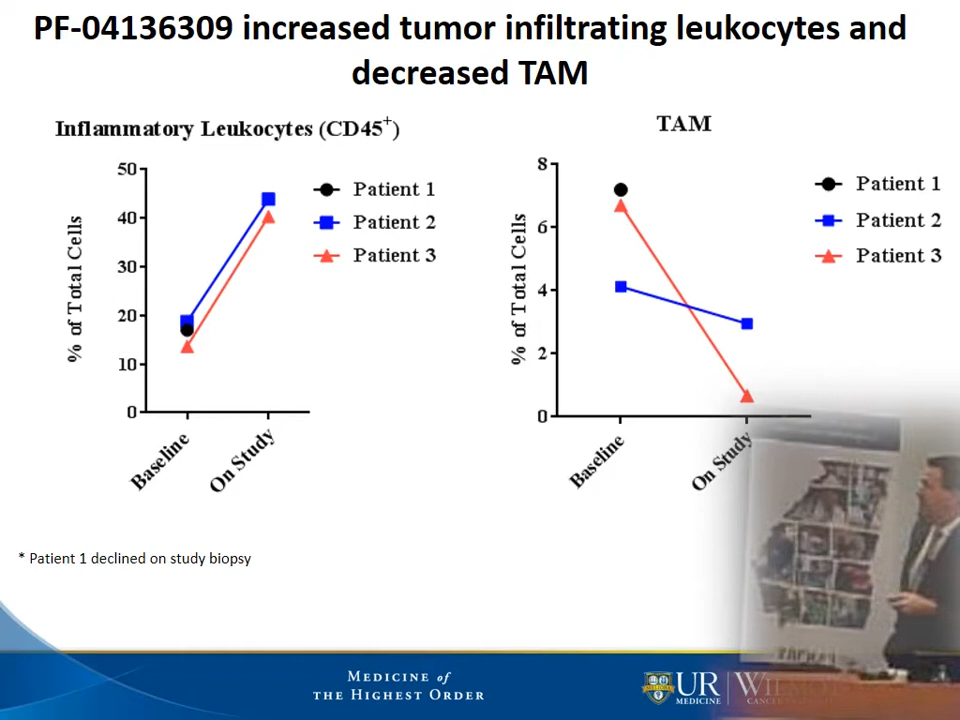 PF-04136309 increased tumor infiltrating leukocytes and
decreased TAM
Inflammatory Leukocytes (CD45+)
50
40
30
20
10
0
% of Total Cells
Baseline
On Study
Patient 1
Patient 2
Patient 3
TAM
8
6
4
2
0
% of Total Cells
Baseline
On Study
Patient 1
Patient 2
Patient 3
* Patient 1 declined on study biopsy
MEDICINE of
THE HIGHEST ORDER
MELIORA
UR
MEDICINE